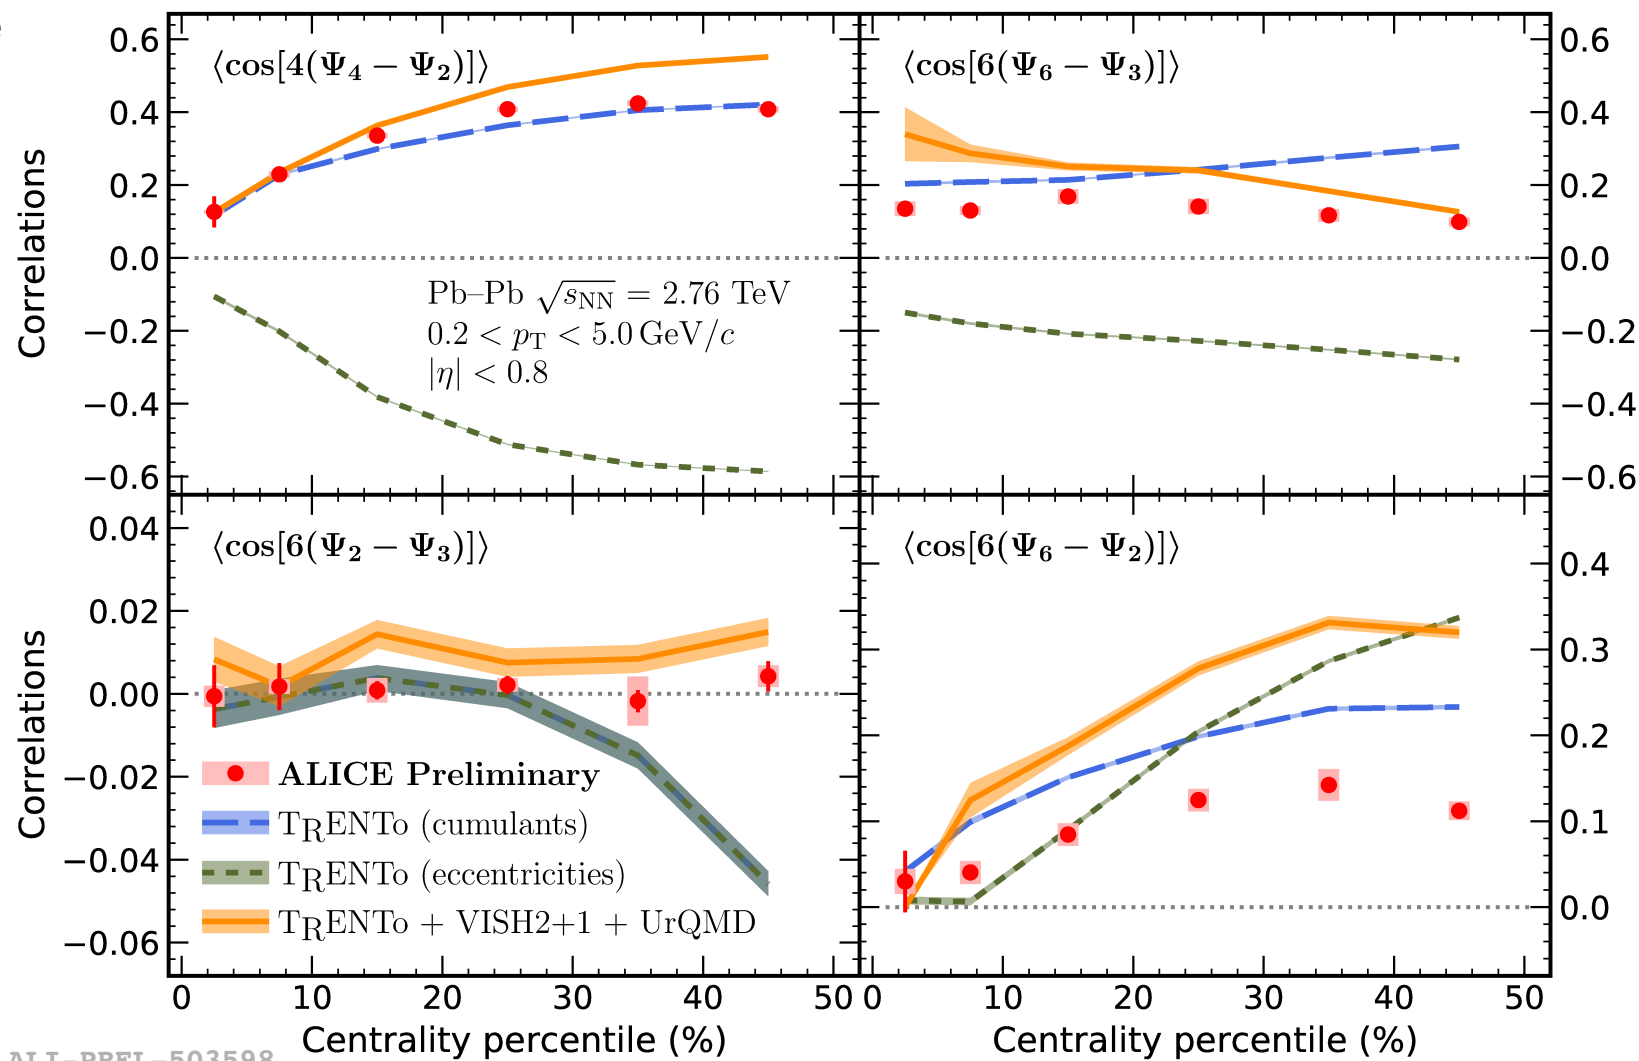 0.6
0.4
0.2
0.0
−0.2
−0.4
−0.6
Correlations
⟨cos[4(Ψ₄ − Ψ₂)]⟩
Pb–Pb √sNN = 2.76 TeV
0.2 < pT < 5.0 GeV/c
|η| < 0.8
⟨cos[6(Ψ₆ − Ψ₃)]⟩
0.6
0.4
0.2
0.0
−0.2
−0.4
−0.6
0.04
0.02
0.00
−0.02
−0.04
−0.06
Correlations
⟨cos[6(Ψ₂ − Ψ₃)]⟩
ALICE Preliminary
TRENTo (cumulants)
TRENTo (eccentricities)
TRENTo + VISH2+1 + UrQMD
⟨cos[6(Ψ₆ − Ψ₂)]⟩
0.4
0.3
0.2
0.1
0.0
0 10 20 30 40 50
0 10 20 30 40 50
Centrality percentile (%)
Centrality percentile (%)
ALI-PREL-503598